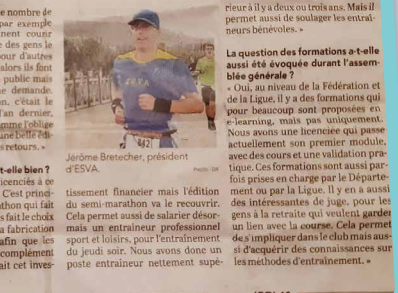 le nombre de
par exemple
nent courir
des gens le
our d'autres
alors ils font
public mais
me demande.
on, c'était le
l'an dernier,
omme l'oblige
une belle édi
s retours. »
t-elle bien ?
licenciés à ce
C'est princi-
athon qui fait
s fait le choix
a fabrication
afin que les
complément
ait cet inves-
ESVA
842
Jérôme Bretecher, président
d'ESVA.
tissement financier mais l'édition
du semi-marathon va le recouvrir.
Cela permet aussi de salarier désor-
mais un entraîneur professionnel
sport et loisirs, pour l'entraînement
du jeudi soir. Nous avons donc un
poste entraîneur nettement supé-
rieur à il y a deux ou trois ans. Mais il
permet aussi de soulager les entraî-
neurs bénévoles. »
La question des formations a-t-elle
aussi été évoquée durant l'assem-
blée générale ?
« Oui, au niveau de la Fédération et
de la Ligue, il y a des formations qui
pour beaucoup sont proposées en
e-learning, mais pas uniquement.
Nous avons une licenciée qui passe
actuellement son premier module,
avec des cours et une validation pra-
tique. Ces formations sont aussi par-
fois prises en charge par le Départe-
ment ou par la Ligue. Il y en a aussi
des intéressantes de juge, pour les
gens à la retraite qui veulent garder
un lien avec la course. Cela permet
de s'impliquer dans le club mais aus-
si d'acquérir des connaissances sur
les méthodes d'entraînement. »